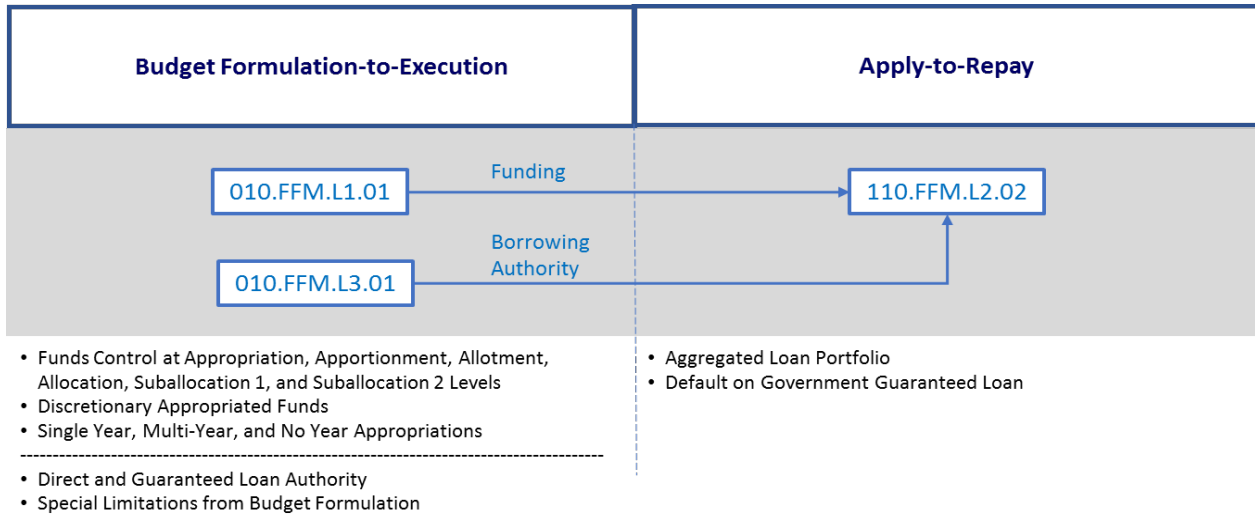 Budget Formulation-to-Execution
Apply-to-Repay
010.FFM.L1.01
Funding
110.FFM.L2.02
Borrowing
Authority
010.FFM.L3.01
• Funds Control at Appropriation, Apportionment, Allotment,
Allocation, Suballocation 1, and Suballocation 2 Levels
• Discretionary Appropriated Funds
• Single Year, Multi-Year, and No Year Appropriations
• Direct and Guaranteed Loan Authority
• Special Limitations from Budget Formulation
• Aggregated Loan Portfolio
• Default on Government Guaranteed Loan